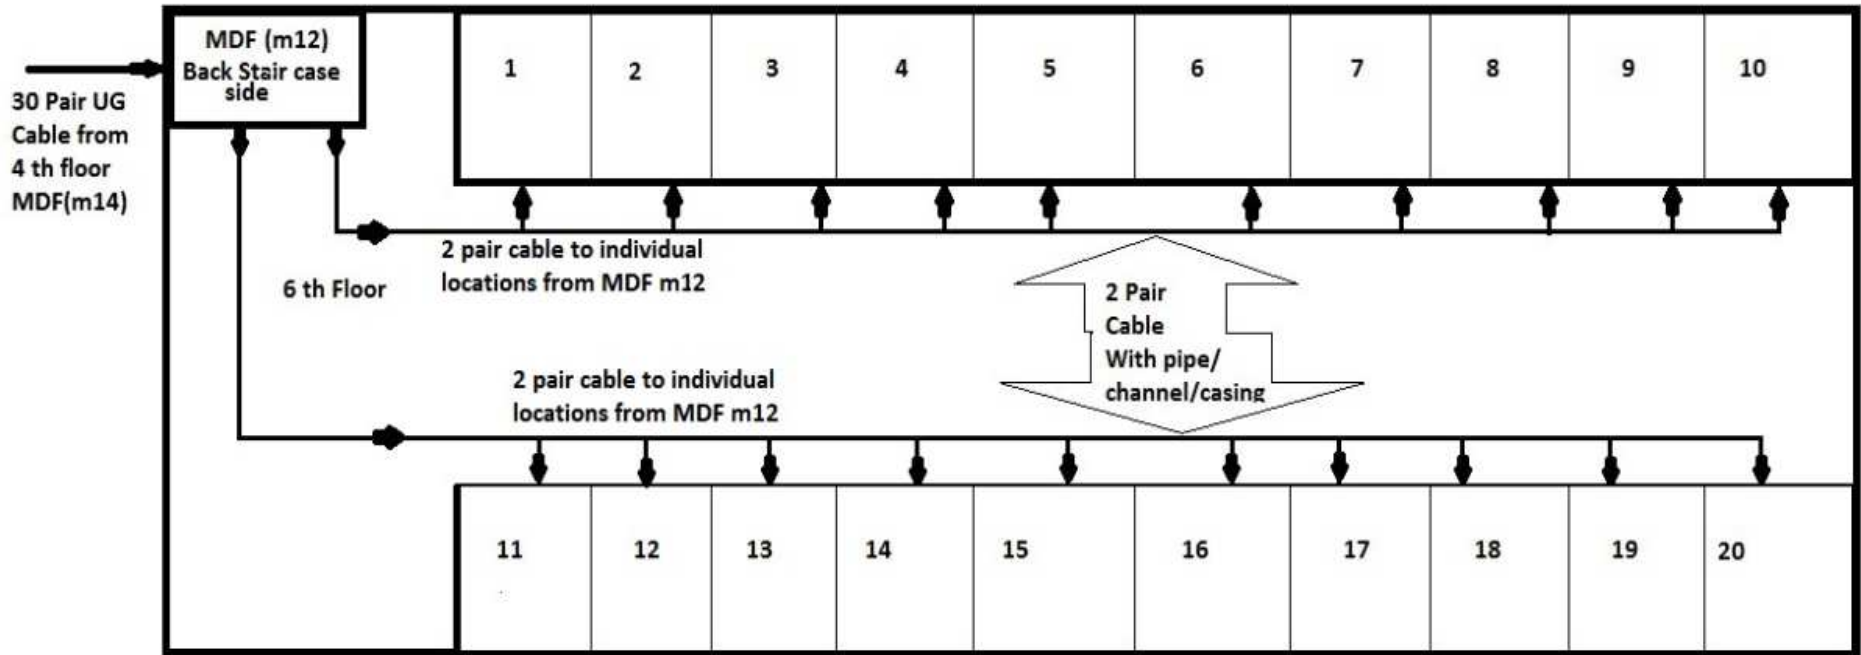 MDF (m12)
Back Stair case
side
30 Pair UG
Cable from
4 th floor
MDF(m14)
1
2
3
4
5
6
7
8
9
10
2 pair cable to individual
locations from MDF m12
6 th Floor
2 Pair
Cable
With pipe/
channel/casing
2 pair cable to individual
locations from MDF m12
11
12
13
14
15
16
17
18
19
20